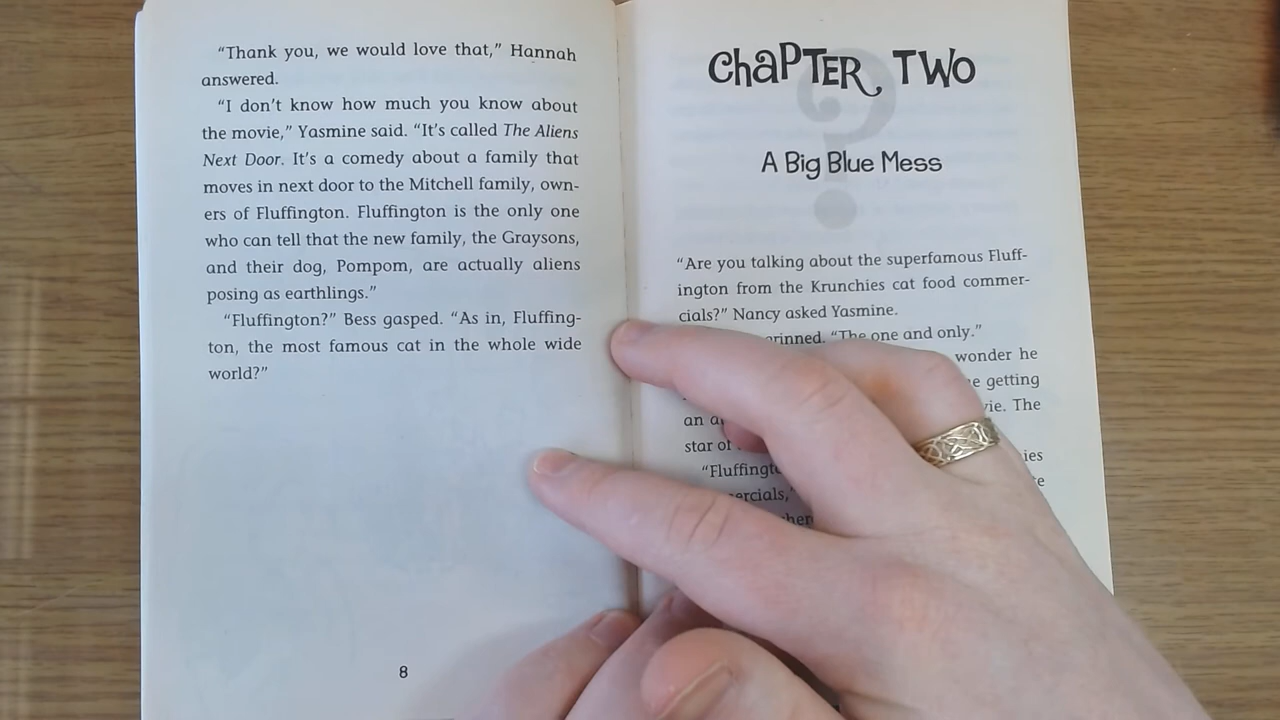 “Thank you, we would love that,” Hannah
answered.
“I don’t know how much you know about
the movie,” Yasmine said. “It’s called The Aliens
Next Door. It’s a comedy about a family that
moves in next door to the Mitchell family, own-
ers of Fluffington. Fluffington is the only one
who can tell that the new family, the Graysons,
and their dog, Pompom, are actually aliens
posing as earthlings.”
“Fluffington?” Bess gasped. “As in, Fluffing-
ton, the most famous cat in the whole wide
world?”
8
ChaPTER TWO
A Big Blue Mess
“Are you talking about the superfamous Fluff-
ington from the Krunchies cat food commer-
cials?” Nancy asked Yasmine.
grinned. “The one and only.”
wonder he
getting
an
The
star of